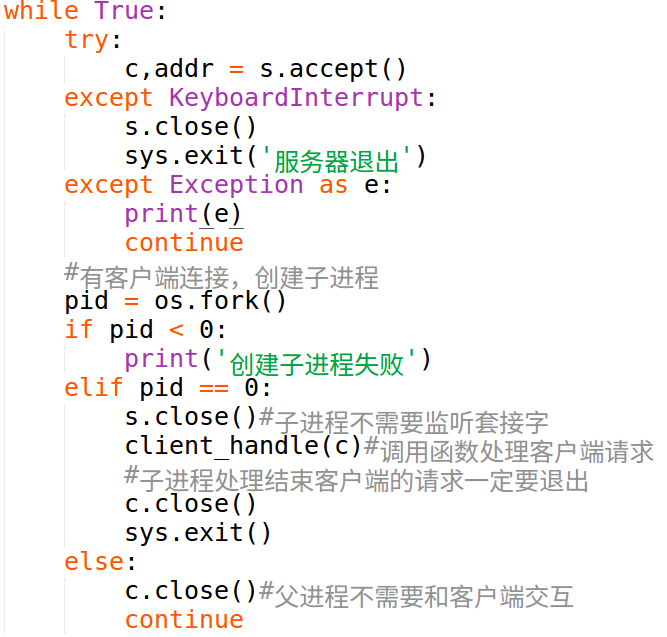 while True:
    try:
        c,addr = s.accept()
    except KeyboardInterrupt:
        s.close()
        sys.exit('服务器退出')
    except Exception as e:
        print(e)
        continue
    #有客户端连接，创建子进程
    pid = os.fork()
    if pid < 0:
        print('创建子进程失败')
    elif pid == 0:
        s.close()#子进程不需要监听套接字
        client_handle(c)#调用函数处理客户端请求
        #子进程处理结束客户端的请求一定要退出
        c.close()
        sys.exit()
    else:
        c.close()#父进程不需要和客户端交互
        continue